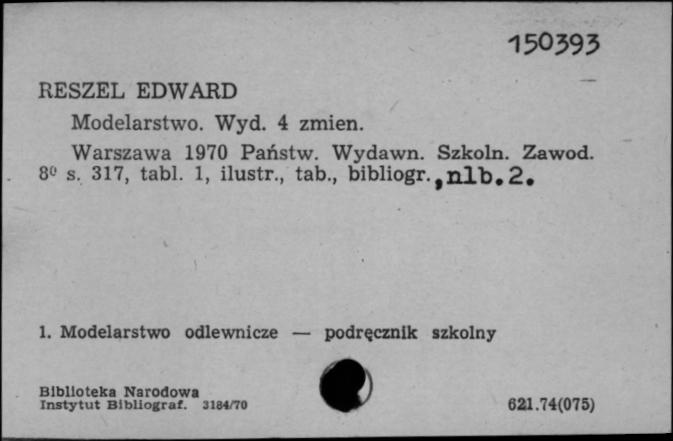 150393
RESZEL EDWARD
Modelarstwo. Wyd. 4 zmien.
Warszawa 1970 Państw. Wydawn. Szkoln. Zawod.
8⁰ s. 317, tabl. 1, ilustr., tab., bibliogr.,nlb.2.
1. Modelarstwo odlewnicze — podręcznik szkolny
Biblioteka Narodowa
Instytut Bibliograf. 3184/70
621.74(075)